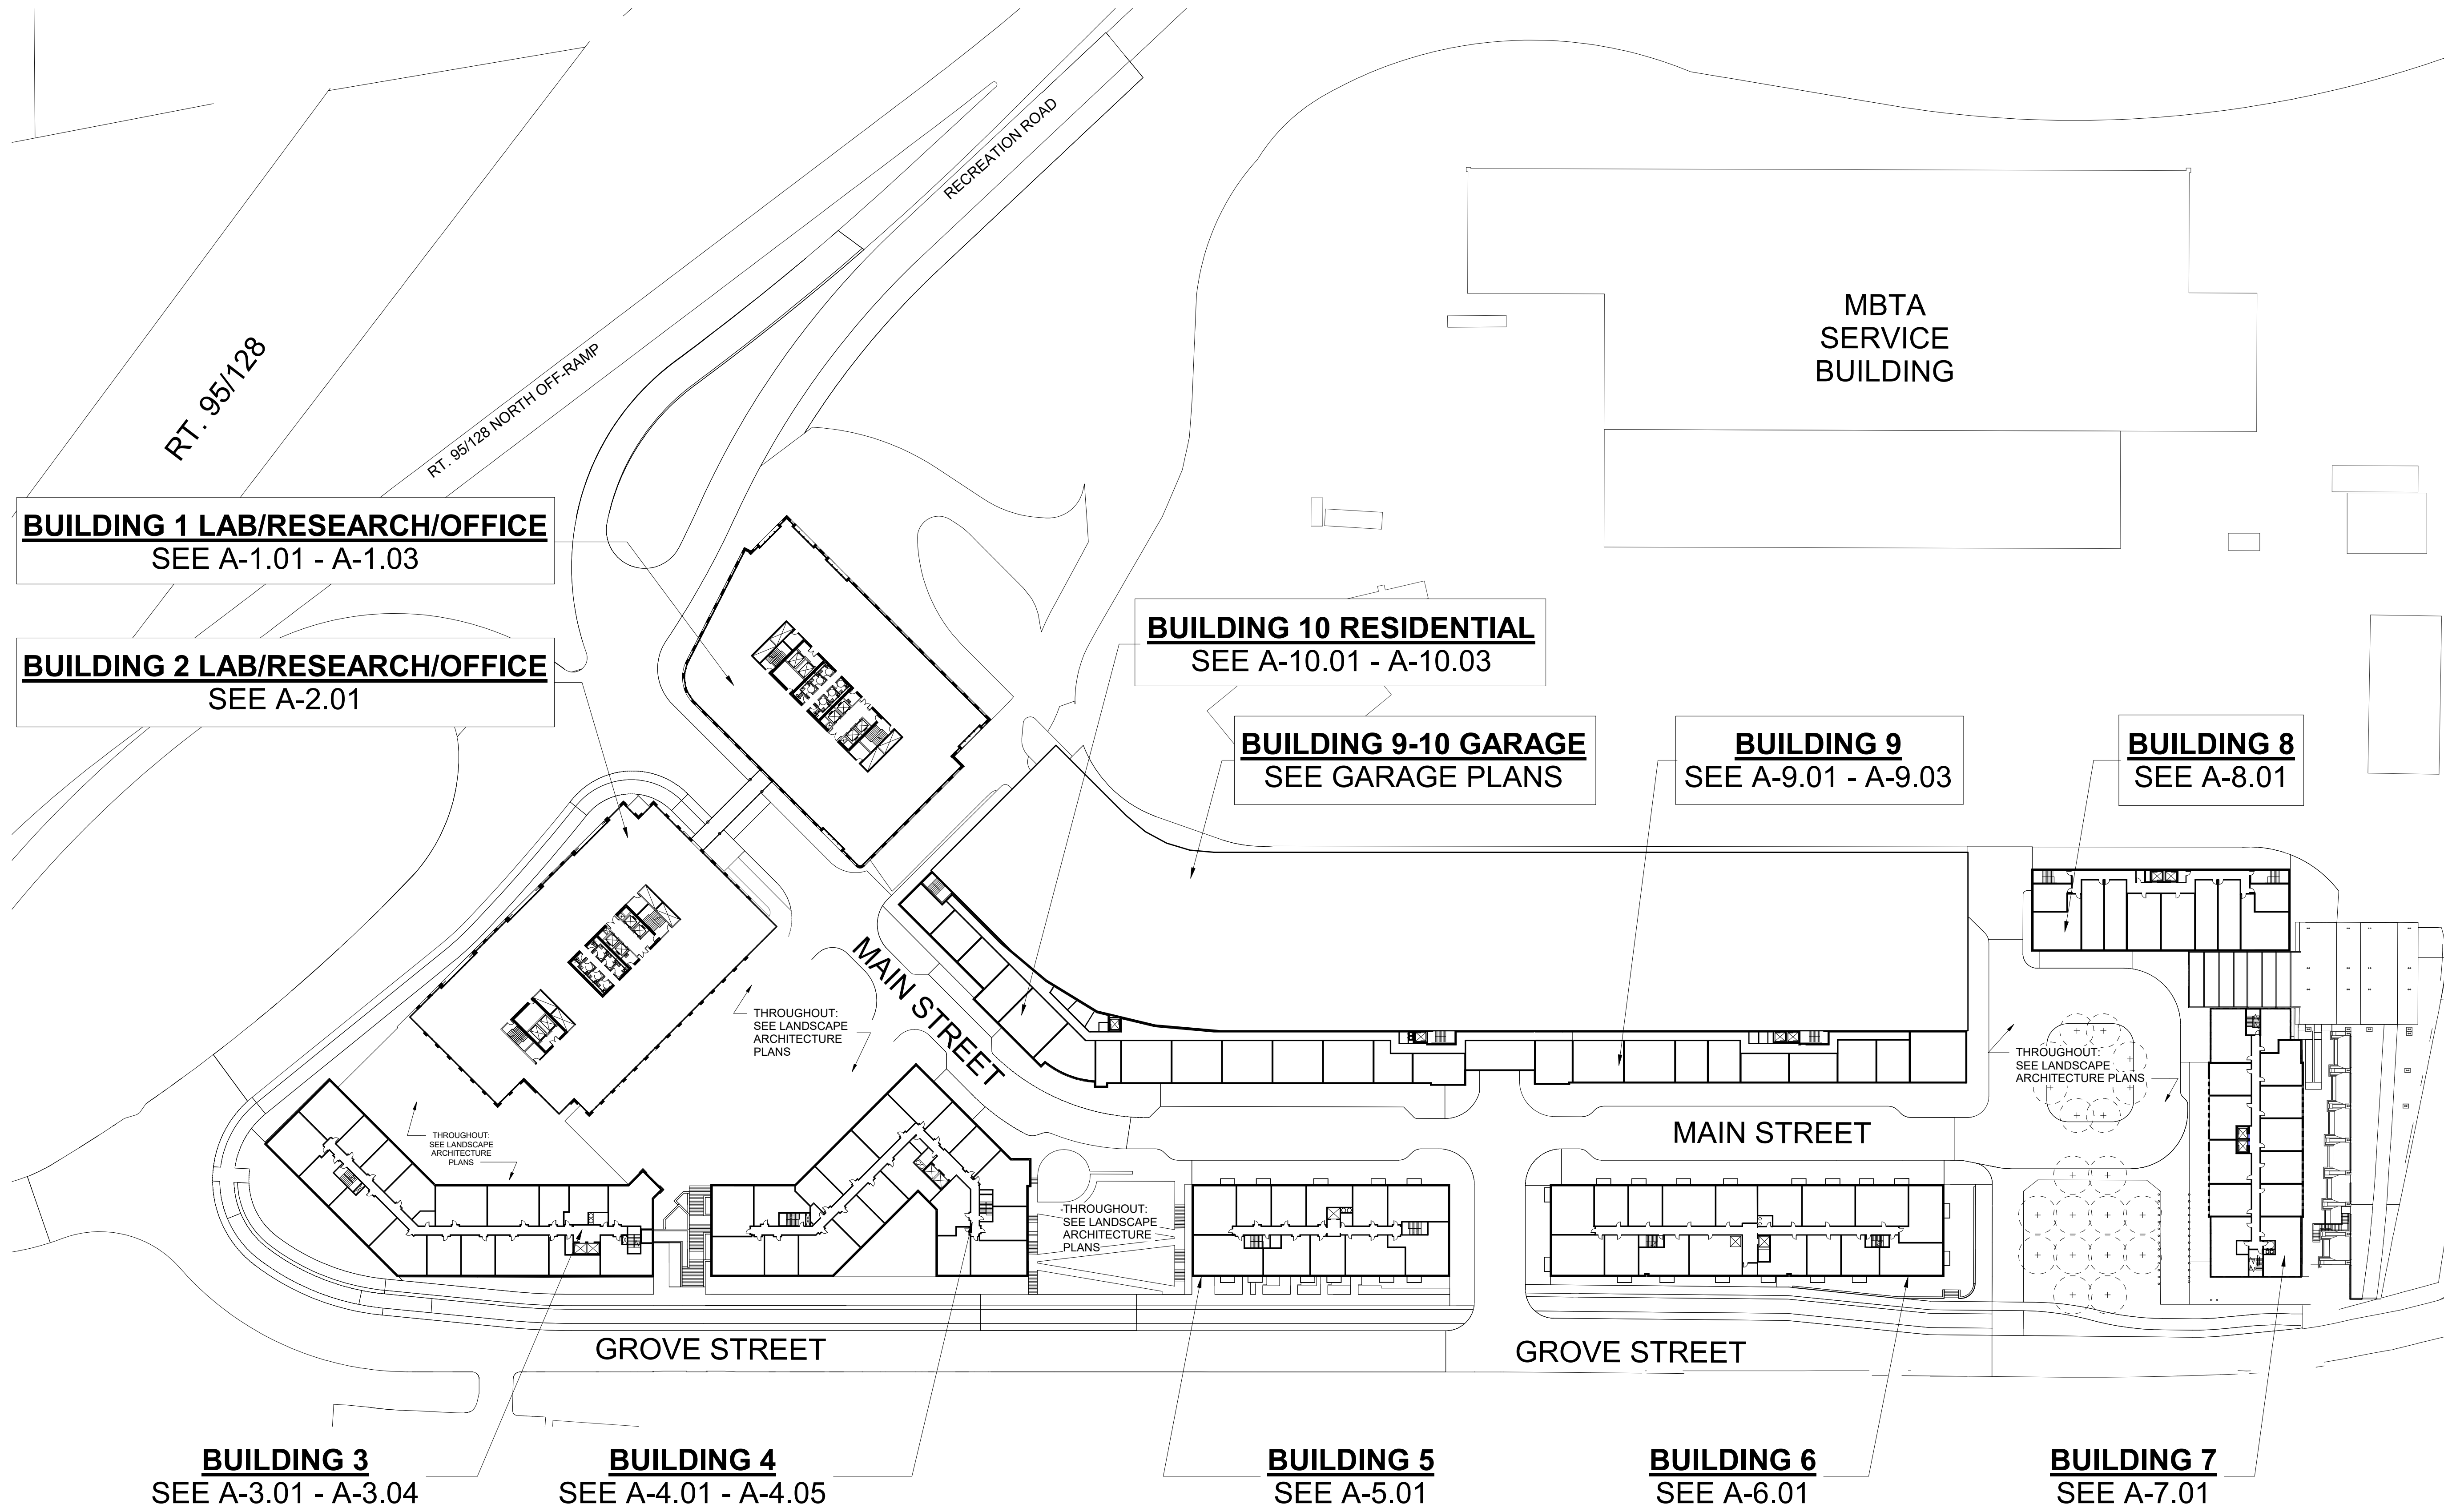 RECREATION ROAD
RT. 95/128
RT. 95/128 NORTH OFF-RAMP
MBTA
SERVICE
BUILDING
BUILDING 1 LAB/RESEARCH/OFFICE
SEE A-1.01 - A-1.03
BUILDING 2 LAB/RESEARCH/OFFICE
SEE A-2.01
BUILDING 10 RESIDENTIAL
SEE A-10.01 - A-10.03
BUILDING 9-10 GARAGE
SEE GARAGE PLANS
BUILDING 9
SEE A-9.01 - A-9.03
BUILDING 8
SEE A-8.01
MAIN STREET
THROUGHOUT:
SEE LANDSCAPE
ARCHITECTURE
PLANS
THROUGHOUT:
SEE LANDSCAPE
ARCHITECTURE PLANS
THROUGHOUT:
SEE LANDSCAPE
ARCHITECTURE
PLANS
MAIN STREET
THROUGHOUT:
SEE LANDSCAPE
ARCHITECTURE
PLANS
GROVE STREET
GROVE STREET
BUILDING 3
SEE A-3.01 - A-3.04
BUILDING 4
SEE A-4.01 - A-4.05
BUILDING 5
SEE A-5.01
BUILDING 6
SEE A-6.01
BUILDING 7
SEE A-7.01